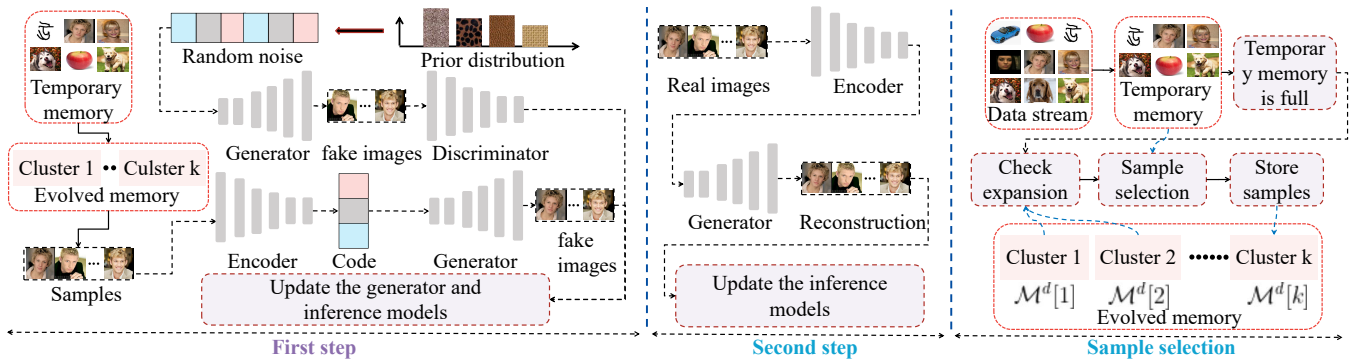 Temporary
memory
Cluster 1 •• Culster k
Evolved memory
Samples
Random noise
Prior distribution
Generator
fake images
Discriminator
Encoder
Code
Generator
fake
images
Update the generator and
inference models
First step
Real images
Encoder
Generator
Reconstruction
Update the inference
models
Second step
Data stream
Temporary
memory
Temporar
y memory
is full
Check
expansion
Sample
selection
Store
samples
Cluster 1
Cluster 2
••••••
Cluster k
𝓜ᵈ[1]
𝓜ᵈ[2]
𝓜ᵈ[k]
Evolved memory
Sample selection